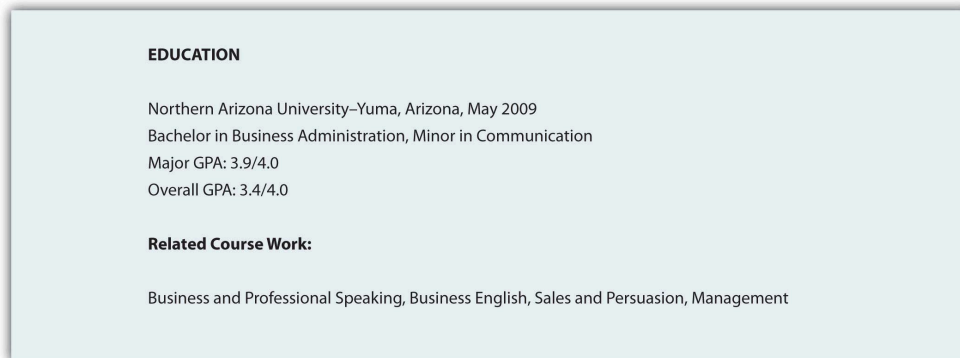 EDUCATION
Northern Arizona University–Yuma, Arizona, May 2009
Bachelor in Business Administration, Minor in Communication
Major GPA: 3.9/4.0
Overall GPA: 3.4/4.0
Related Course Work:
Business and Professional Speaking, Business English, Sales and Persuasion, Management